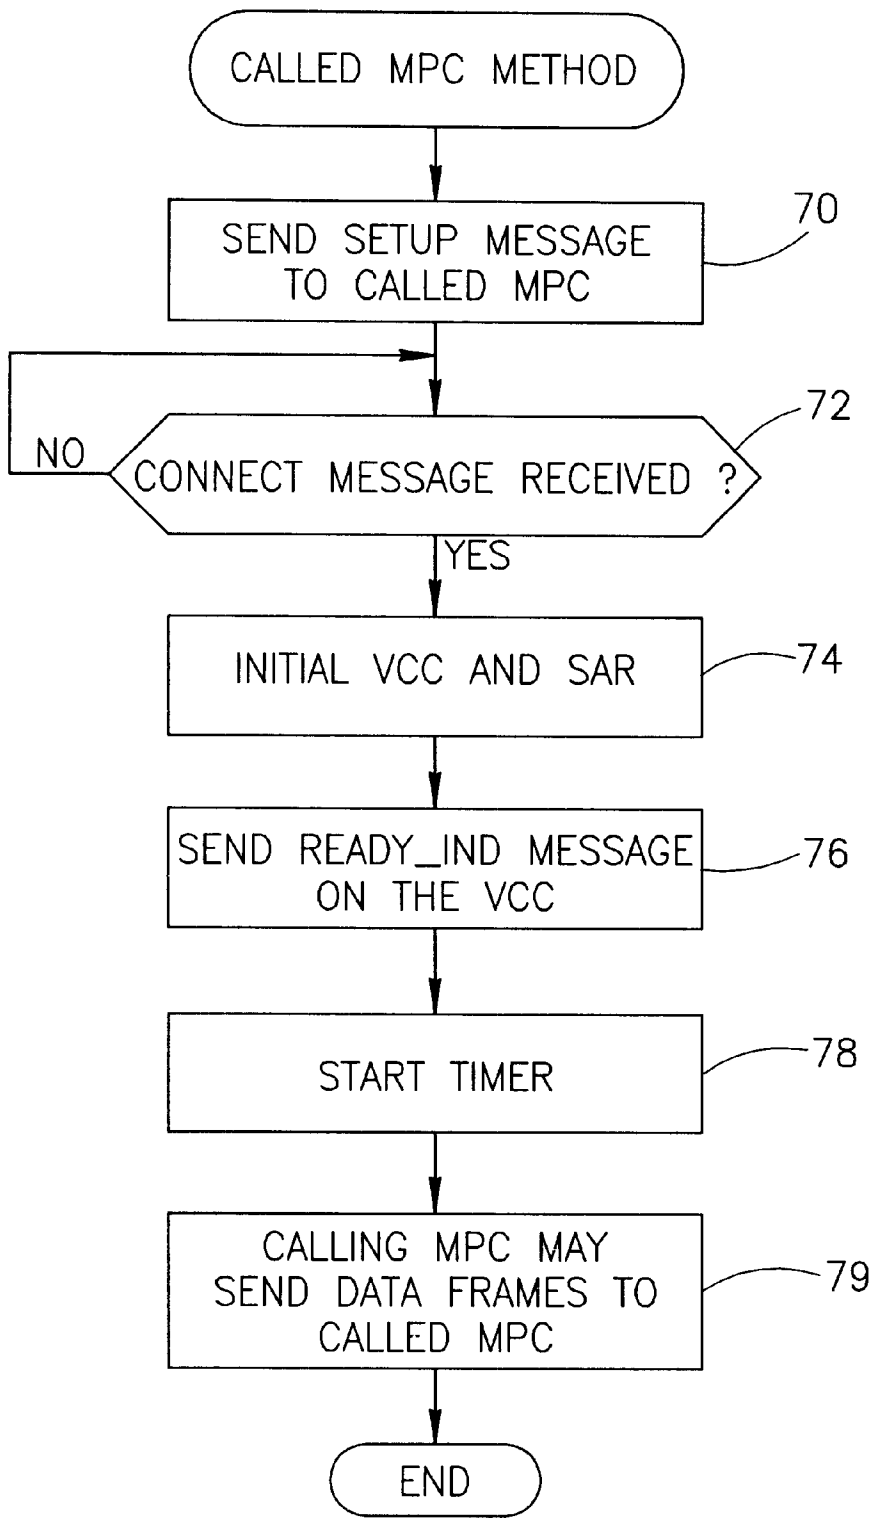 CALLED MPC METHOD
SEND SETUP MESSAGE
TO CALLED MPC
70
NO
CONNECT MESSAGE RECEIVED ?
72
YES
INITIAL VCC AND SAR
74
SEND READY_IND MESSAGE
ON THE VCC
76
START TIMER
78
CALLING MPC MAY
SEND DATA FRAMES TO
CALLED MPC
79
END